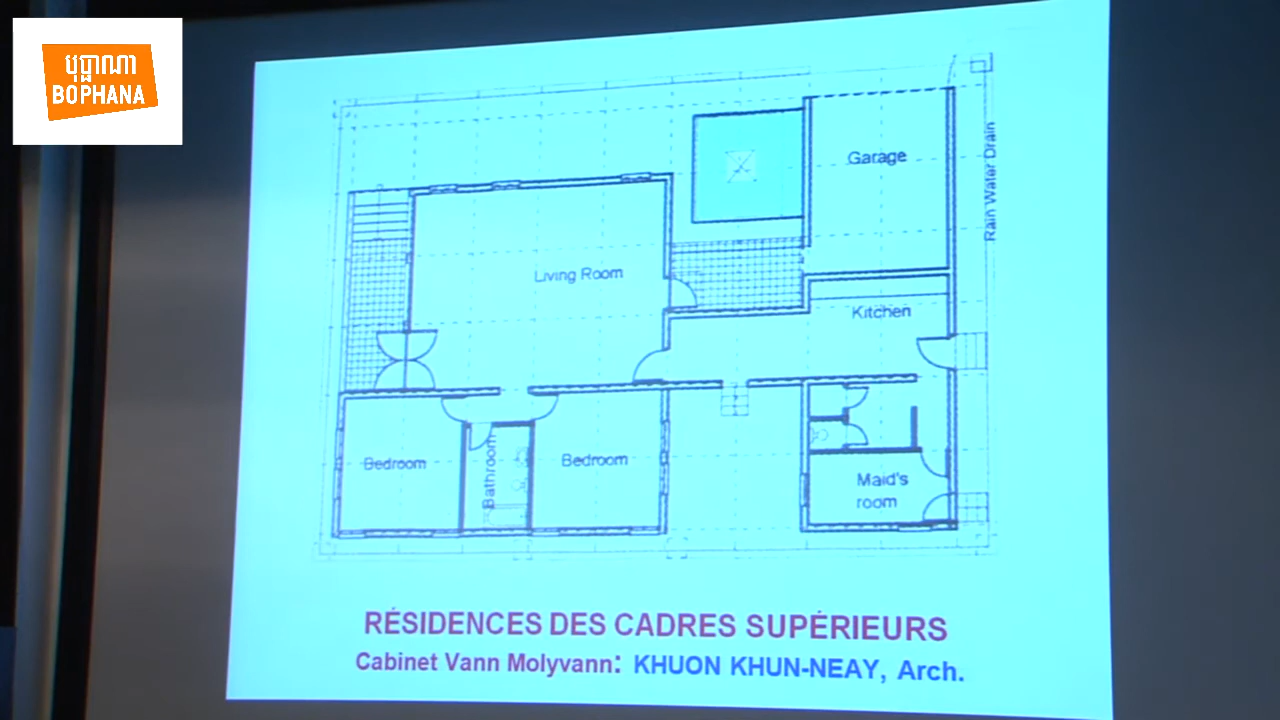 បុប្ផាណា
BOPHANA
Garage
Rain Water Drain
Living Room
Kitchen
Bedroom
Bathroom
Bedroom
Maid's
room
RÉSIDENCES DES CADRES SUPÉRIEURS
Cabinet Vann Molyvann: KHUON KHUN-NEAY, Arch.